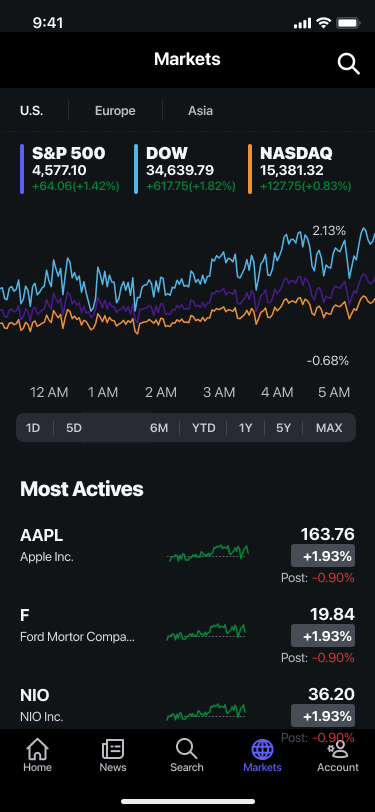 9:41
Markets
U.S. Europe Asia
S&P 500 DOW NASDAQ
4,577.10 34,639.79 15,381.32
+64.06(+1.42%) +617.75(+1.82%) +127.75(+0.83%)
2.13%
-0.68%
12 AM 1 AM 2 AM 3 AM 4 AM 5 AM
1D 5D 6M YTD 1Y 5Y MAX
Most Actives
AAPL 163.76
Apple Inc. +1.93%
Post: -0.90%
F 19.84
Ford Mortor Compa... +1.93%
Post: -0.90%
NIO 36.20
NIO Inc. +1.93%
Post: -0.90%
Home News Search Markets Account